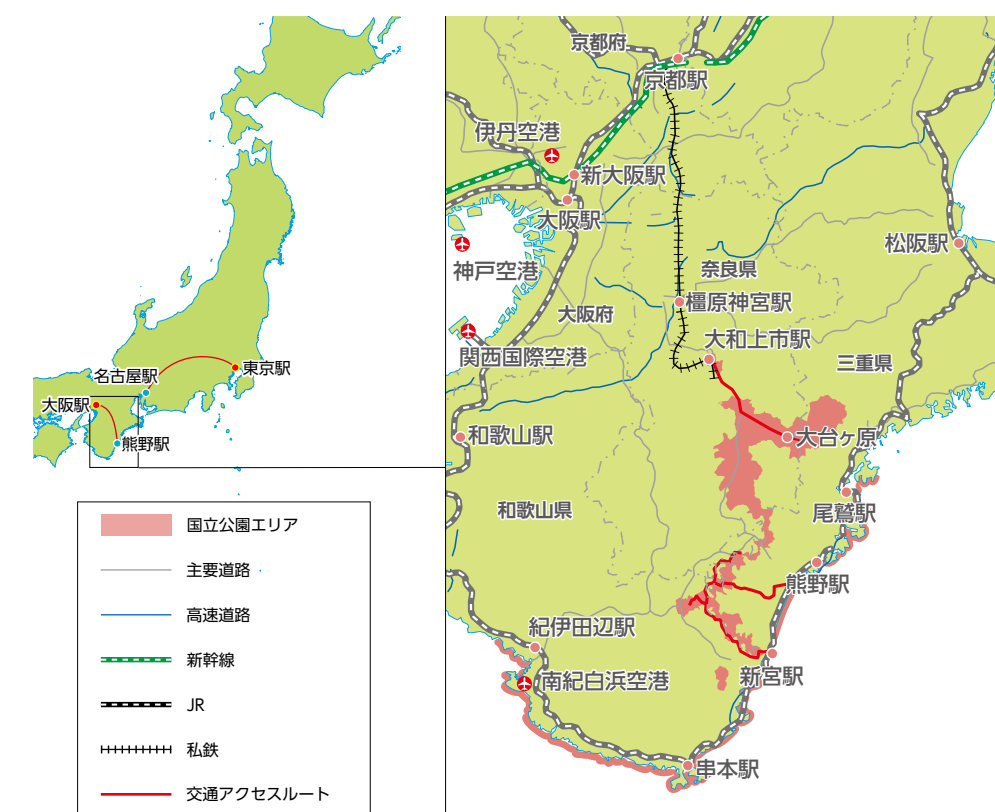 名古屋駅
東京駅
大阪駅
熊野駅
国立公園エリア
主要道路
高速道路
新幹線
JR
私鉄
交通アクセスルート
京都府
京都駅
伊丹空港
新大阪駅
大阪駅
松阪駅
神戸空港
奈良県
橿原神宮駅
大阪府
大和上市駅
関西国際空港
三重県
和歌山駅
大台ヶ原
和歌山県
尾鷲駅
熊野駅
紀伊田辺駅
新宮駅
南紀白浜空港
串本駅